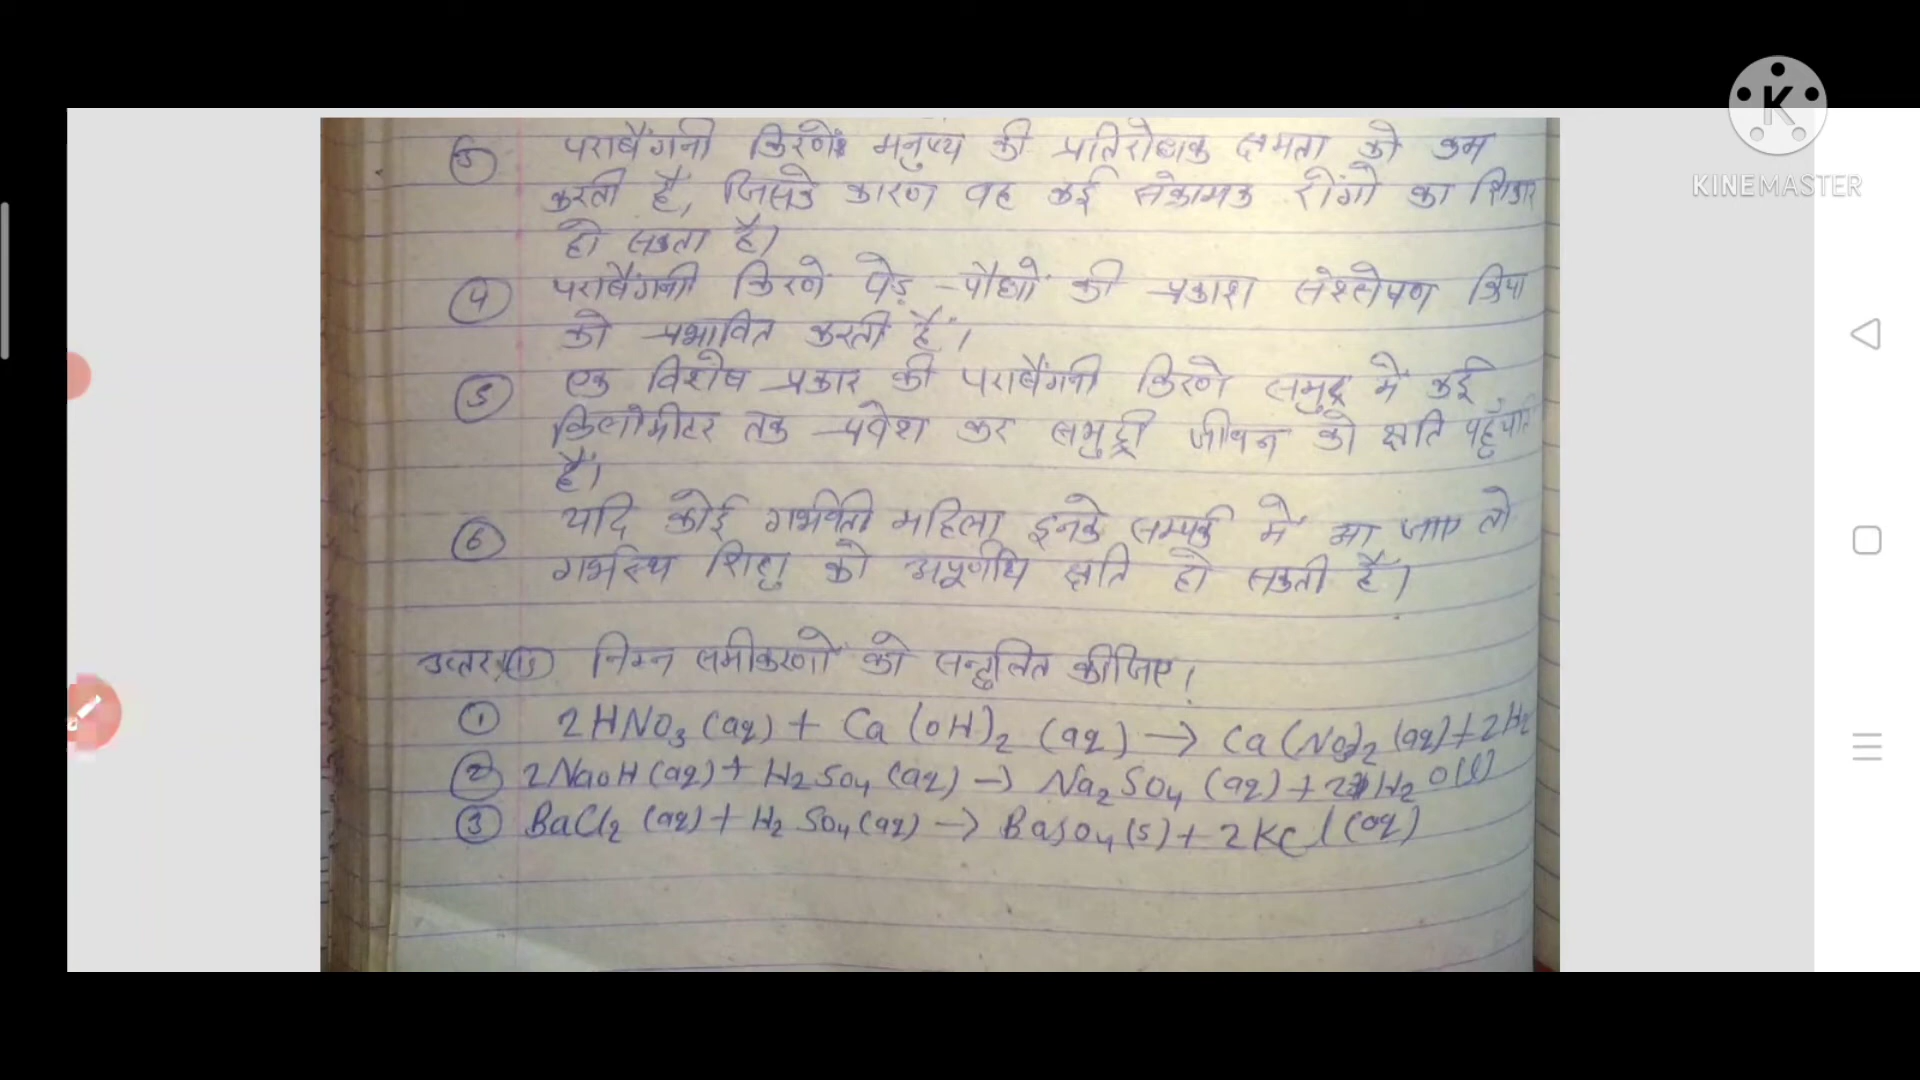 KINEMASTER
③ पराबैंगनी किरणें मनुष्य की प्रतिरोधक क्षमता को कम
करती है, जिसके कारण वह कई संक्रामक रोगों का शिकार
हो सकता है।
④ पराबैंगनी किरणे पेड़-पौधों की प्रकाश संश्लेषण क्रिया
को प्रभावित करती हैं।
⑤ एक विशेष प्रकार की पराबैंगनी किरणे समुद्र में कई
किलोमीटर तक प्रवेश कर समुद्री जीवन को क्षति पहुँचाती
हैं।
⑥ यदि कोई गर्भवती महिला इनके सम्पर्क में आ जाए तो
गर्भस्थ शिशु को अपूर्णीय क्षति हो सकती हैं।
उत्तर निम्न समीकरणों को सन्तुलित कीजिए।
① 2HNO₃(aq) + Ca(OH)₂ (aq) → Ca(NO₃)₂ (aq) + 2H₂
② 2NaOH(aq) + H₂SO₄(aq) → Na₂SO₄ (aq) + 2H₂O(l)
③ BaCl₂ (aq) + H₂SO₄(aq) → BaSO₄(s) + 2KCl(aq)